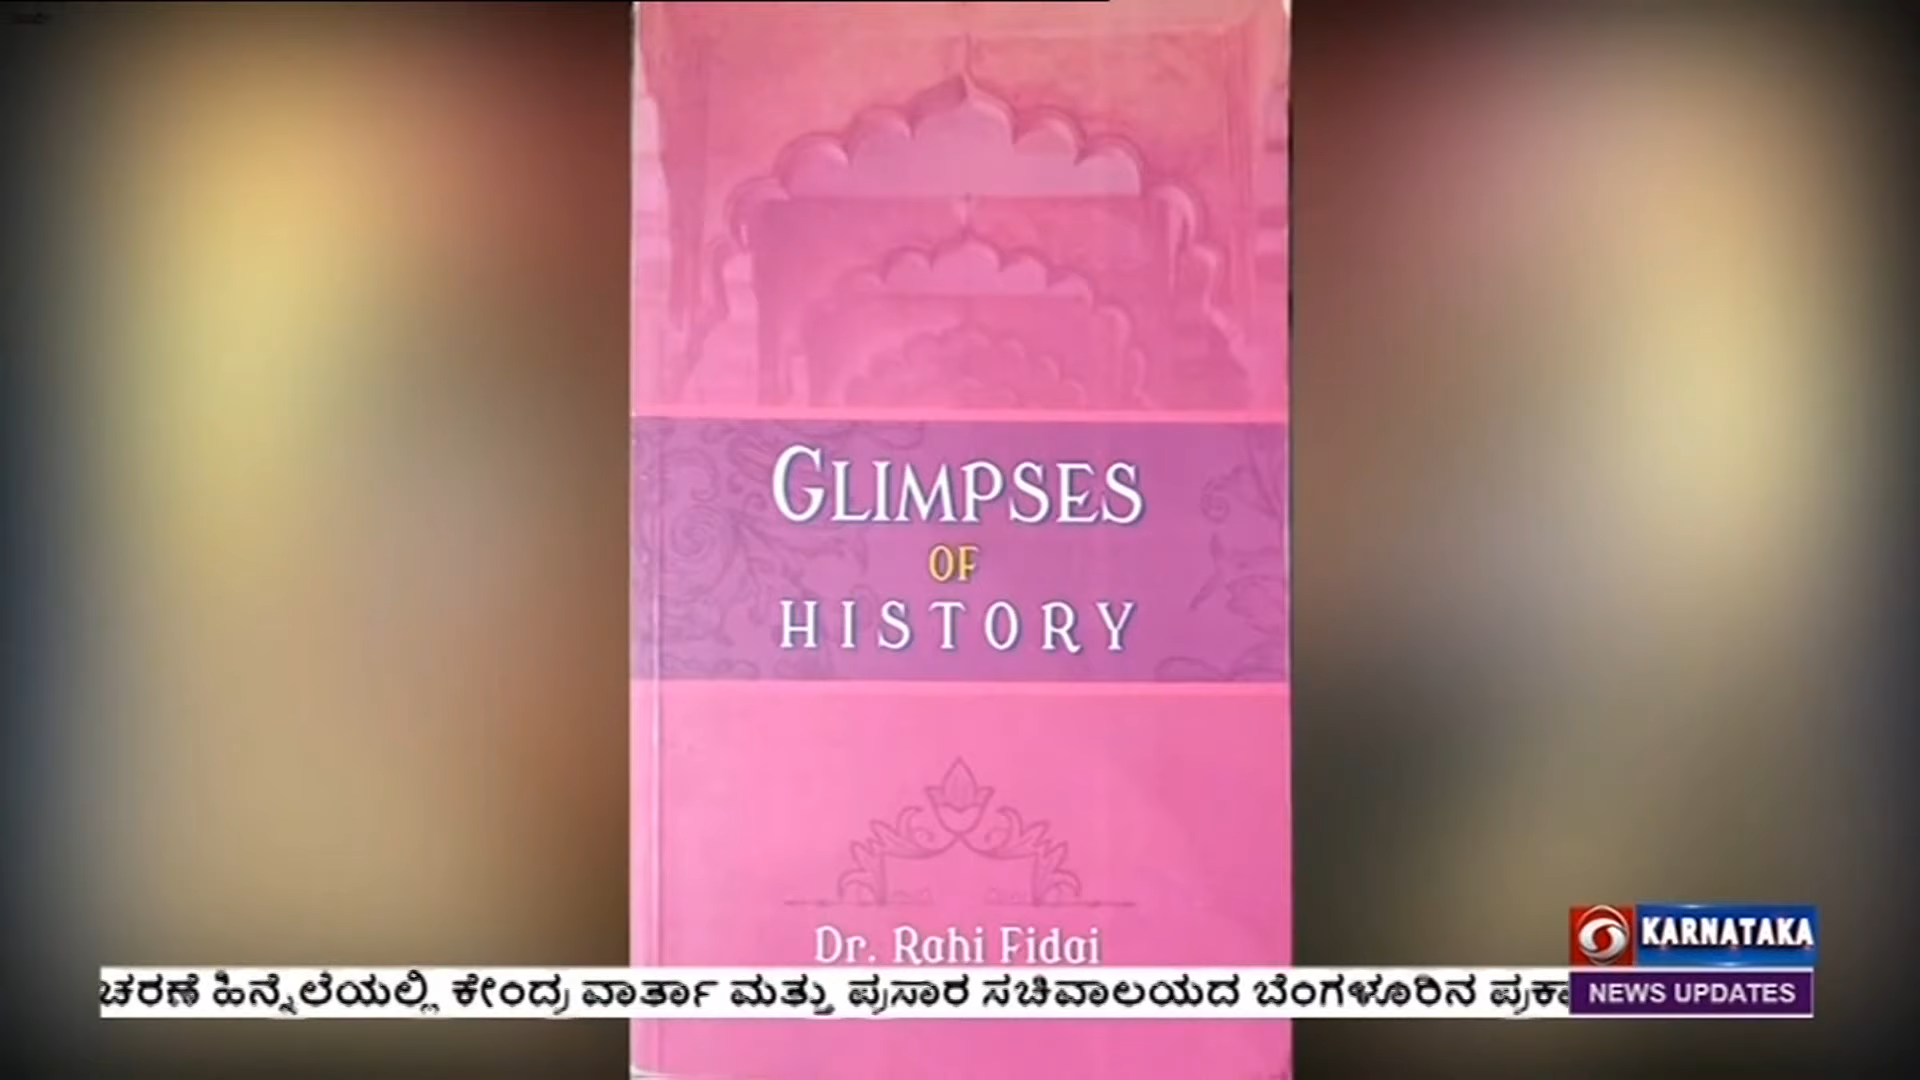 GLIMPSES
OF
HISTORY
Dr. Rahi Fidai
KARNATAKA
ಚರಣೆ ಹಿನ್ನೆಲೆಯಲ್ಲಿ ಕೇಂದ್ರ ವಾರ್ತಾ ಮತ್ತು ಪ್ರಸಾರ ಸಚಿವಾಲಯದ ಬೆಂಗಳೂರಿನ
NEWS UPDATES